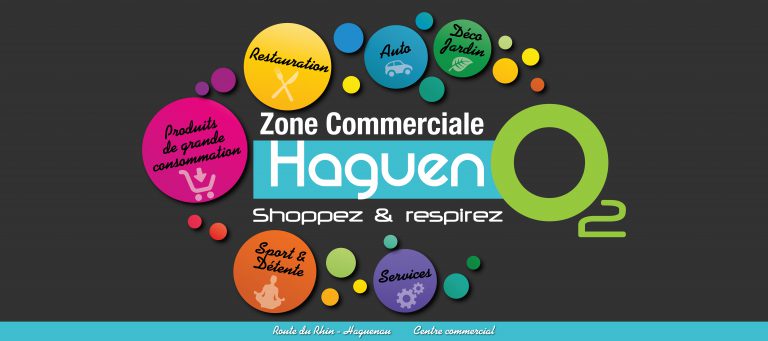 Restauration
Auto
Déco
Jardin
Produits
de grande
consommation
Zone Commerciale
HaguenO2
Shoppez & respirez
Sport &
Détente
Services
Route du Rhin - Haguenau Centre commercial